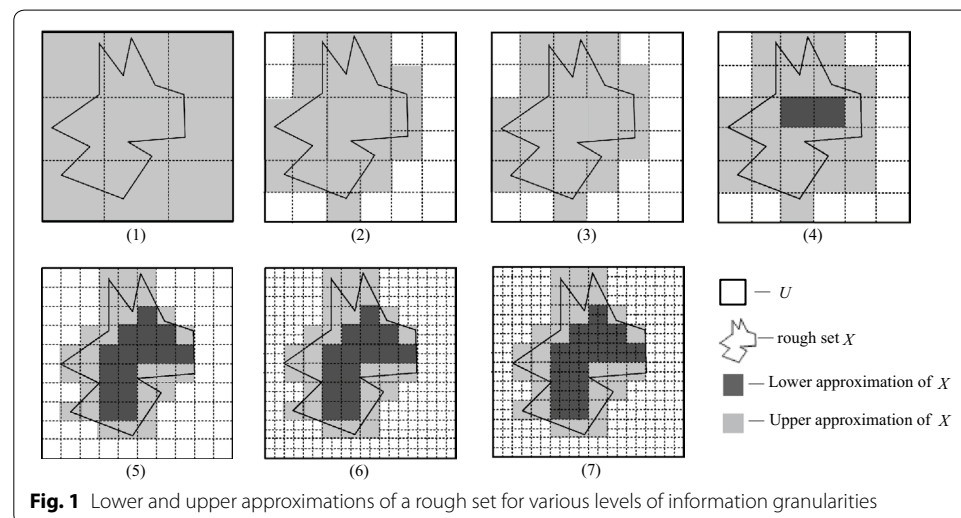 (1)
(2)
(3)
(4)
(5)
(6)
(7)
— U
— rough set X
— Lower approximation of X
— Upper approximation of X
Fig. 1 Lower and upper approximations of a rough set for various levels of information granularities